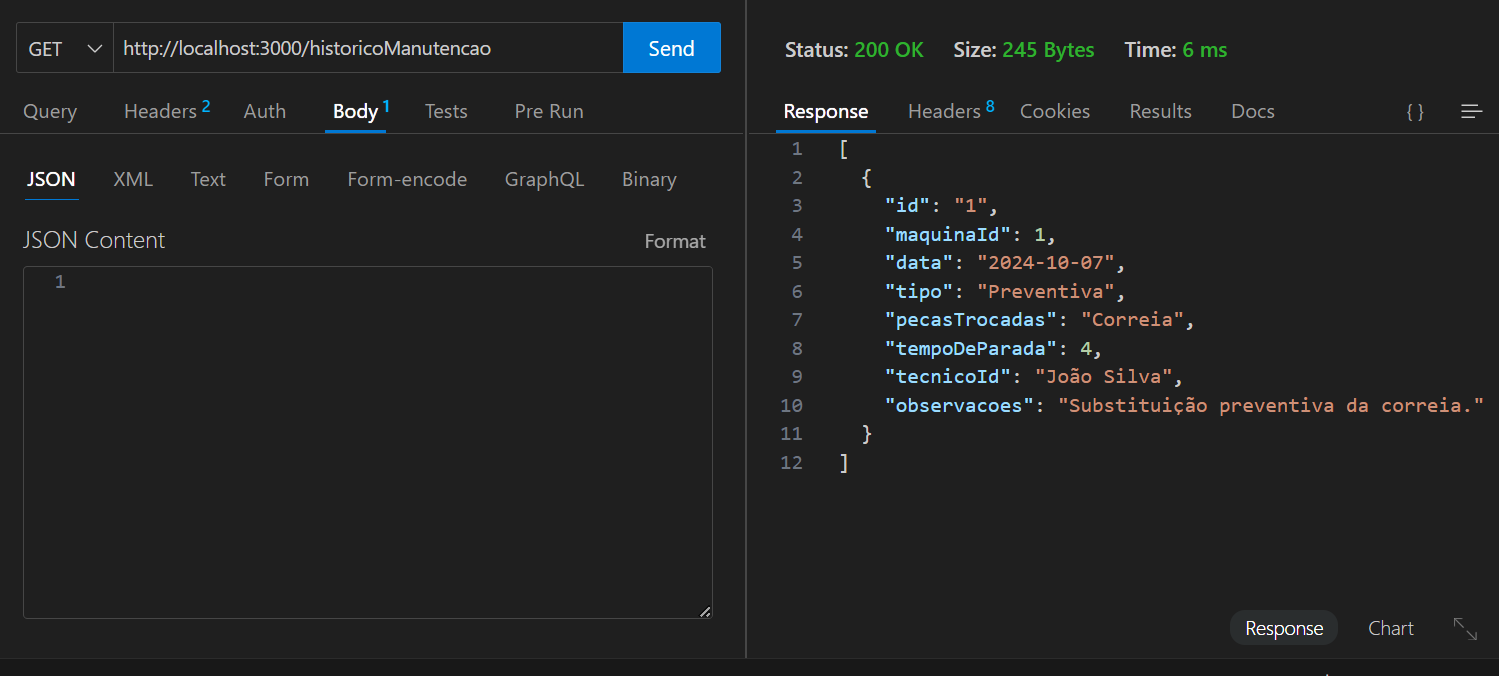 GET http://localhost:3000/historicoManutencao Send
Query Headers 2 Auth Body 1 Tests Pre Run
JSON XML Text Form Form-encode GraphQL Binary
JSON Content Format
1
Status: 200 OK Size: 245 Bytes Time: 6 ms
Response Headers 8 Cookies Results Docs { }
1 [
2 {
3 "id": "1",
4 "maquinaId": 1,
5 "data": "2024-10-07",
6 "tipo": "Preventiva",
7 "pecasTrocadas": "Correia",
8 "tempoDeParada": 4,
9 "tecnicoId": "João Silva",
10 "observacoes": "Substituição preventiva da correia."
11 }
12 ]
Response Chart